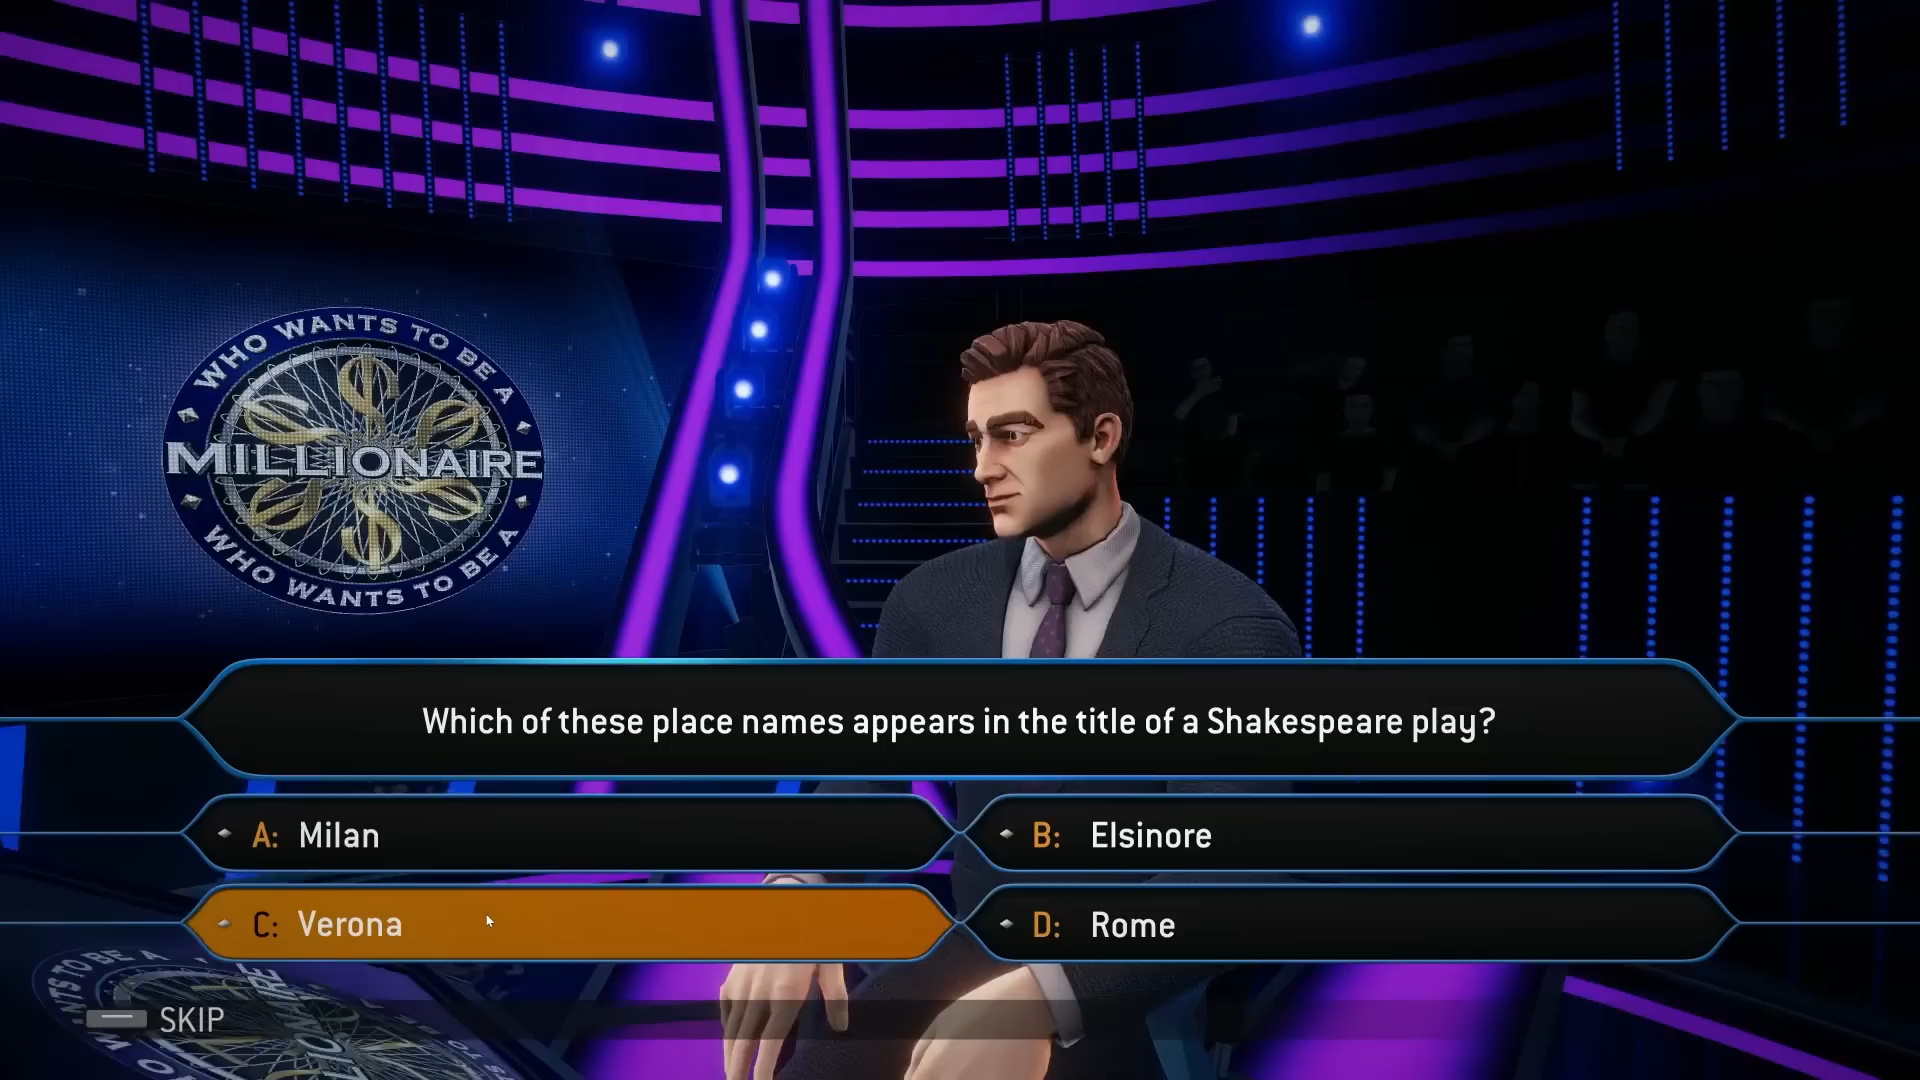 WHO WANTS TO BE A
MILLIONAIRE
WHO WANTS TO BE A
Which of these place names appears in the title of a Shakespeare play?
A: Milan
B: Elsinore
C: Verona
D: Rome
SKIP